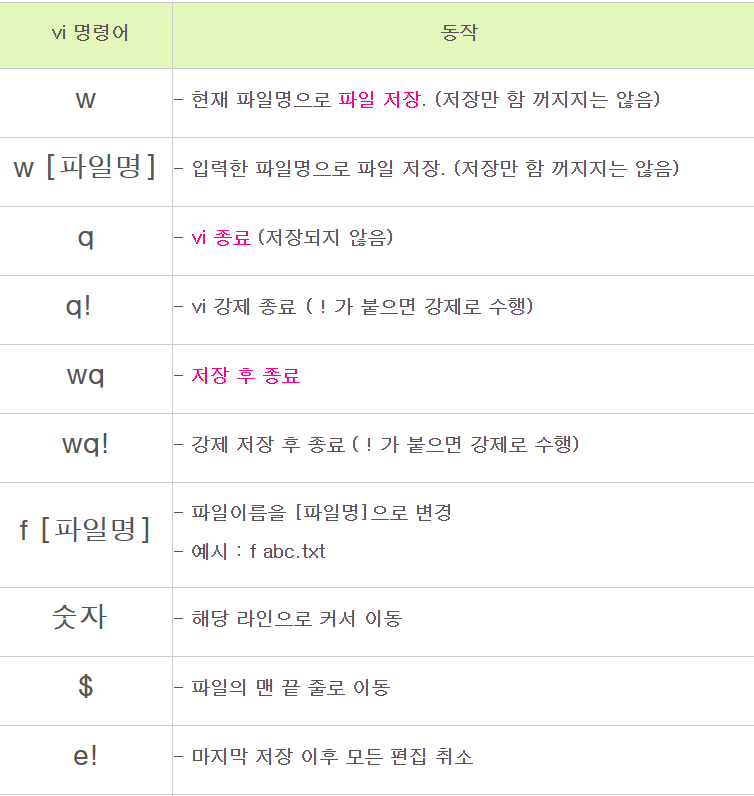 vi 명령어 동작
w - 현재 파일명으로 파일 저장. (저장만 함 꺼지지는 않음)
w [파일명] - 입력한 파일명으로 파일 저장. (저장만 함 꺼지지는 않음)
q - vi 종료 (저장되지 않음)
q! - vi 강제 종료 ( ! 가 붙으면 강제로 수행)
wq - 저장 후 종료
wq! - 강제 저장 후 종료 ( ! 가 붙으면 강제로 수행)
f [파일명] - 파일이름을 [파일명]으로 변경
- 예시 : f abc.txt
숫자 - 해당 라인으로 커서 이동
$ - 파일의 맨 끝 줄로 이동
e! - 마지막 저장 이후 모든 편집 취소